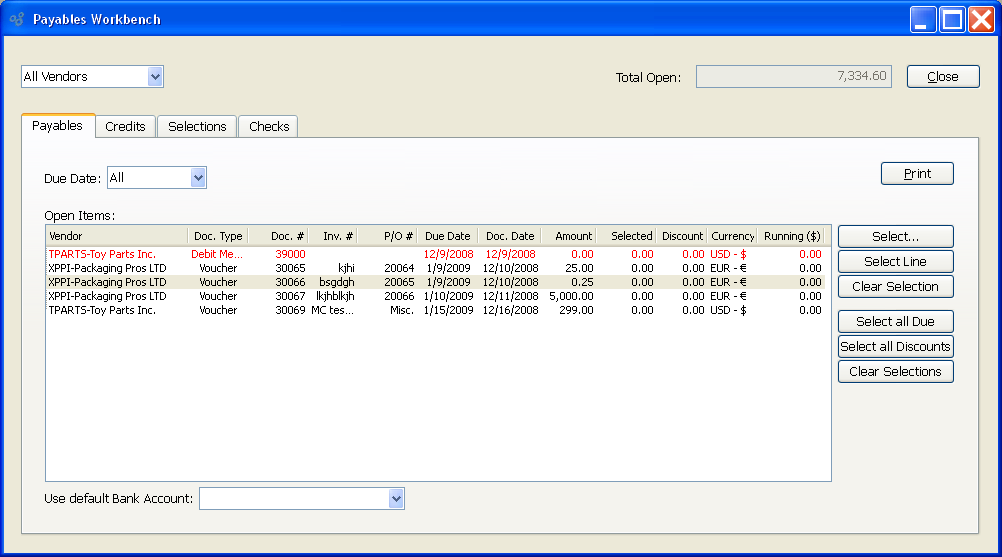 Payables Workbench
All Vendors
Total Open: 7,334.60 Close
Payables Credits Selections Checks
Due Date: All Print
Open Items:
Vendor Doc. Type Doc. # Inv. # P/O # Due Date Doc. Date Amount Selected Discount Currency Running ($)
TPARTS-Toy Parts Inc. Debit Me... 39000 12/9/2008 12/9/2008 0.00 0.00 0.00 USD - $ 0.00
XPPI-Packaging Pros LTD Voucher 30065 kjhi 20064 1/9/2009 12/10/2008 25.00 0.00 0.00 EUR - € 0.00
XPPI-Packaging Pros LTD Voucher 30066 bsgdgh 20065 1/9/2009 12/10/2008 0.25 0.00 0.00 EUR - € 0.00
XPPI-Packaging Pros LTD Voucher 30067 lkjhblkjh 20066 1/10/2009 12/11/2008 5,000.00 0.00 0.00 EUR - € 0.00
TPARTS-Toy Parts Inc. Voucher 30069 MC tes... Misc. 1/15/2009 12/16/2008 299.00 0.00 0.00 USD - $ 0.00
Select...
Select Line
Clear Selection
Select all Due
Select all Discounts
Clear Selections
Use default Bank Account: